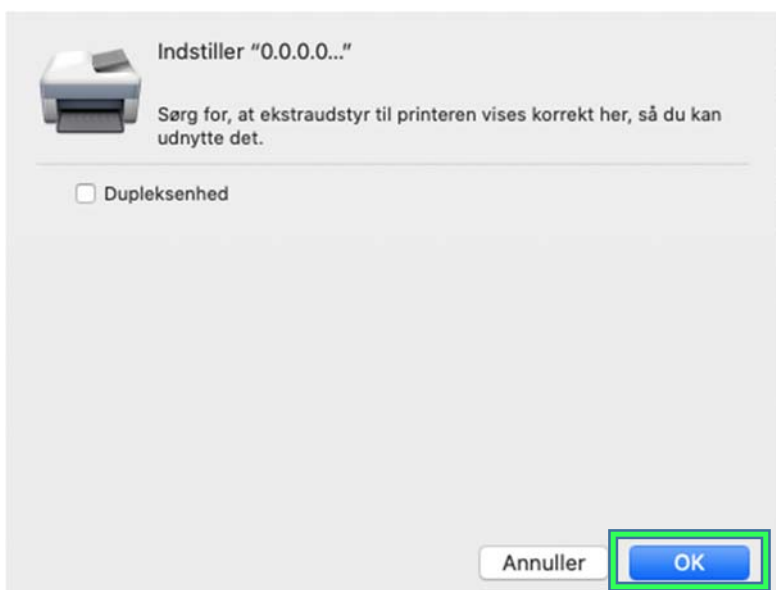 Indstiller “0.0.0.0...”
Sørg for, at ekstraudstyr til printeren vises korrekt her, så du kan
udnytte det.
Dupleksenhed
Annuller
OK